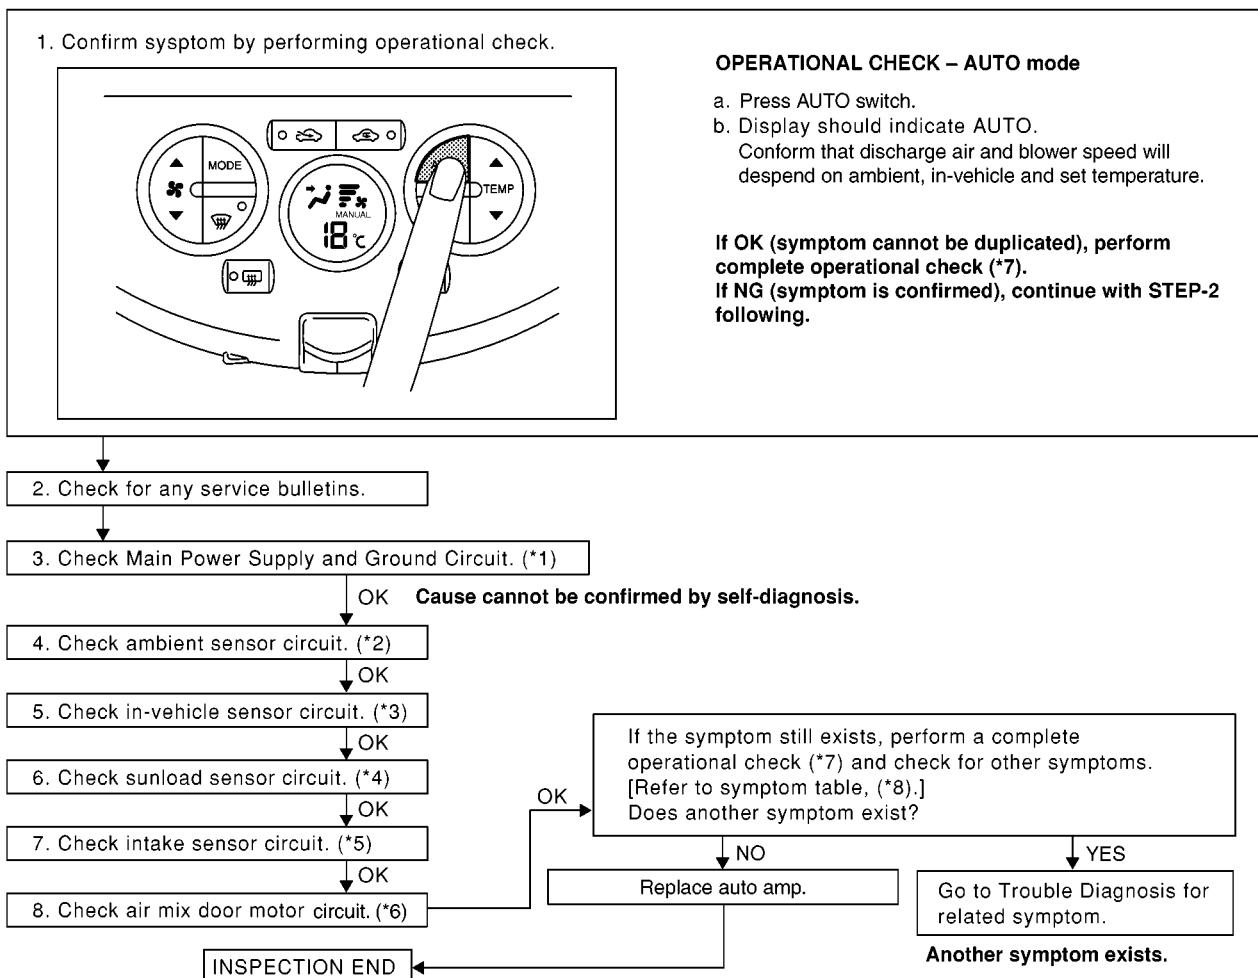 1. Confirm sysptom by performing operational check.
MODE
TEMP
MANUAL
18°C
OPERATIONAL CHECK – AUTO mode
a. Press AUTO switch.
b. Display should indicate AUTO.
Conform that discharge air and blower speed will
despend on ambient, in-vehicle and set temperature.
If OK (symptom cannot be duplicated), perform
complete operational check (*7).
If NG (symptom is confirmed), continue with STEP-2
following.
2. Check for any service bulletins.
3. Check Main Power Supply and Ground Circuit. (*1)
OK
Cause cannot be confirmed by self-diagnosis.
4. Check ambient sensor circuit. (*2)
OK
5. Check in-vehicle sensor circuit. (*3)
OK
6. Check sunload sensor circuit. (*4)
OK
7. Check intake sensor circuit. (*5)
OK
8. Check air mix door motor circuit. (*6)
OK
If the symptom still exists, perform a complete
operational check (*7) and check for other symptoms.
[Refer to symptom table, (*8).]
Does another symptom exist?
NO
YES
Replace auto amp.
Go to Trouble Diagnosis for
related symptom.
Another symptom exists.
INSPECTION END